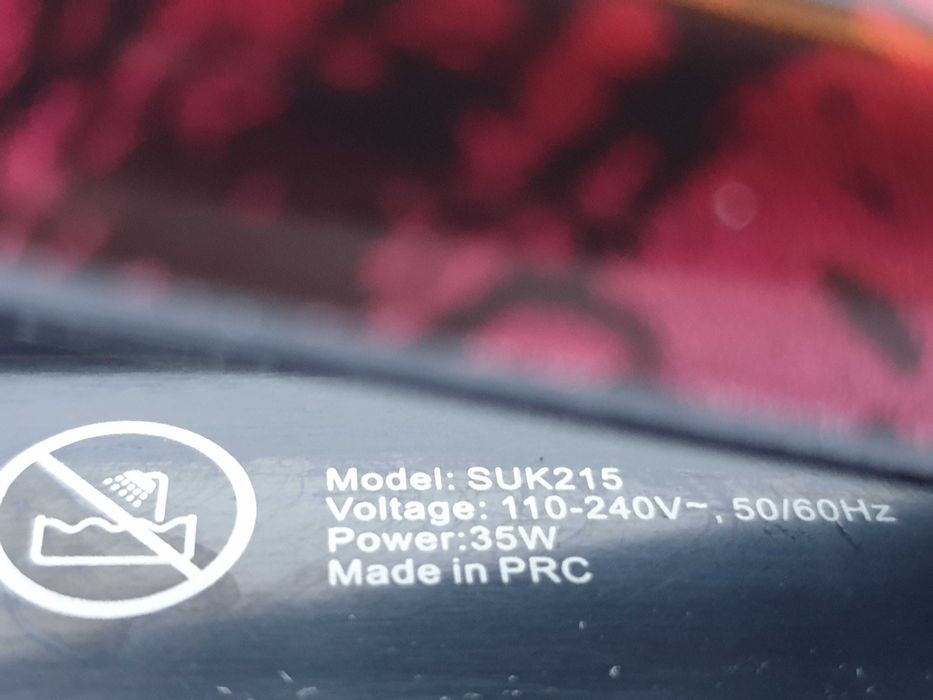 Model: SUK215
Voltage: 110-240V~, 50/60Hz
Power:35W
Made in PRC